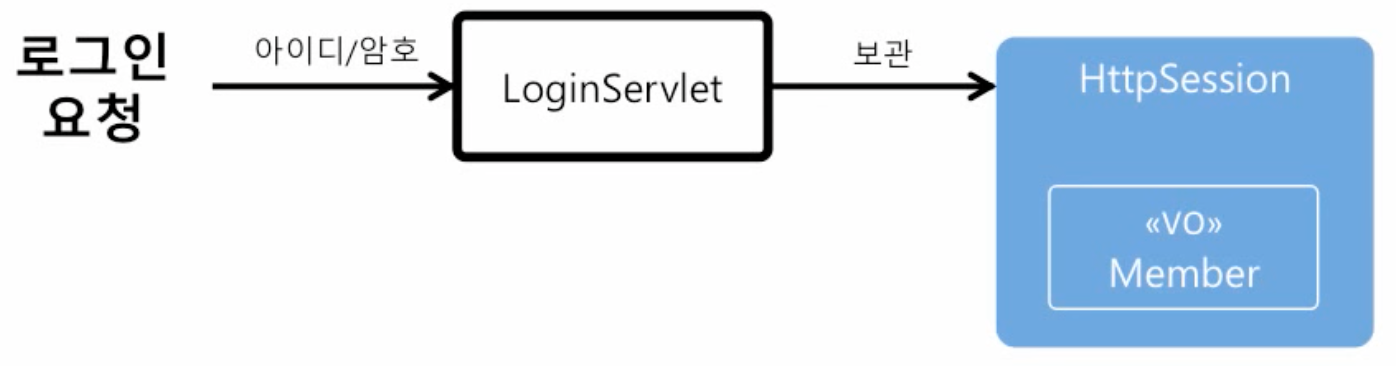 로그인
요청
아이디/암호
LoginServlet
보관
HttpSession
«VO»
Member